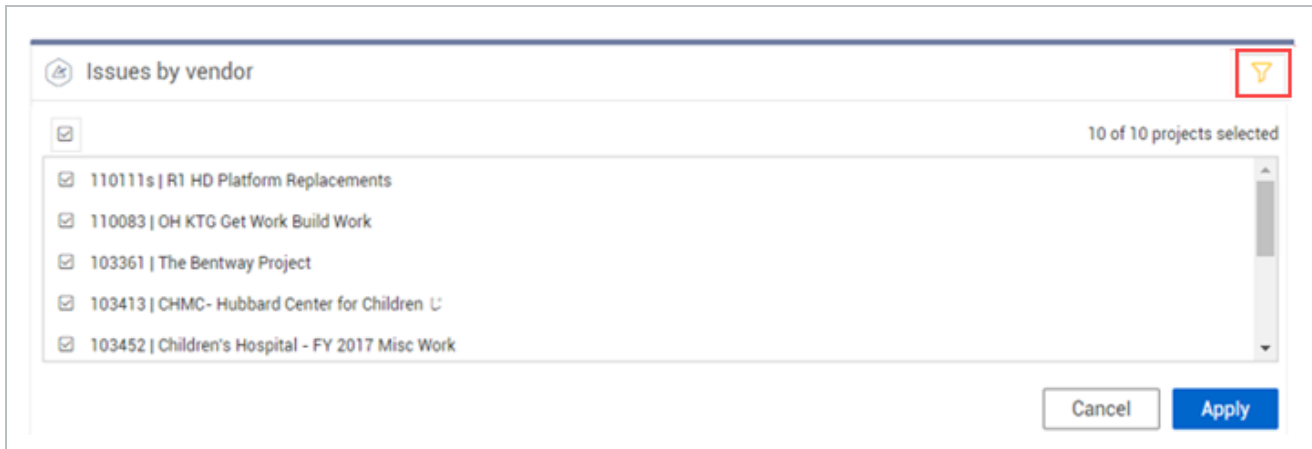 Issues by vendor
10 of 10 projects selected
110111s | R1 HD Platform Replacements
110083 | OH KTG Get Work Build Work
103361 | The Bentway Project
103413 | CHMC- Hubbard Center for Children
103452 | Children's Hospital - FY 2017 Misc Work
Cancel
Apply